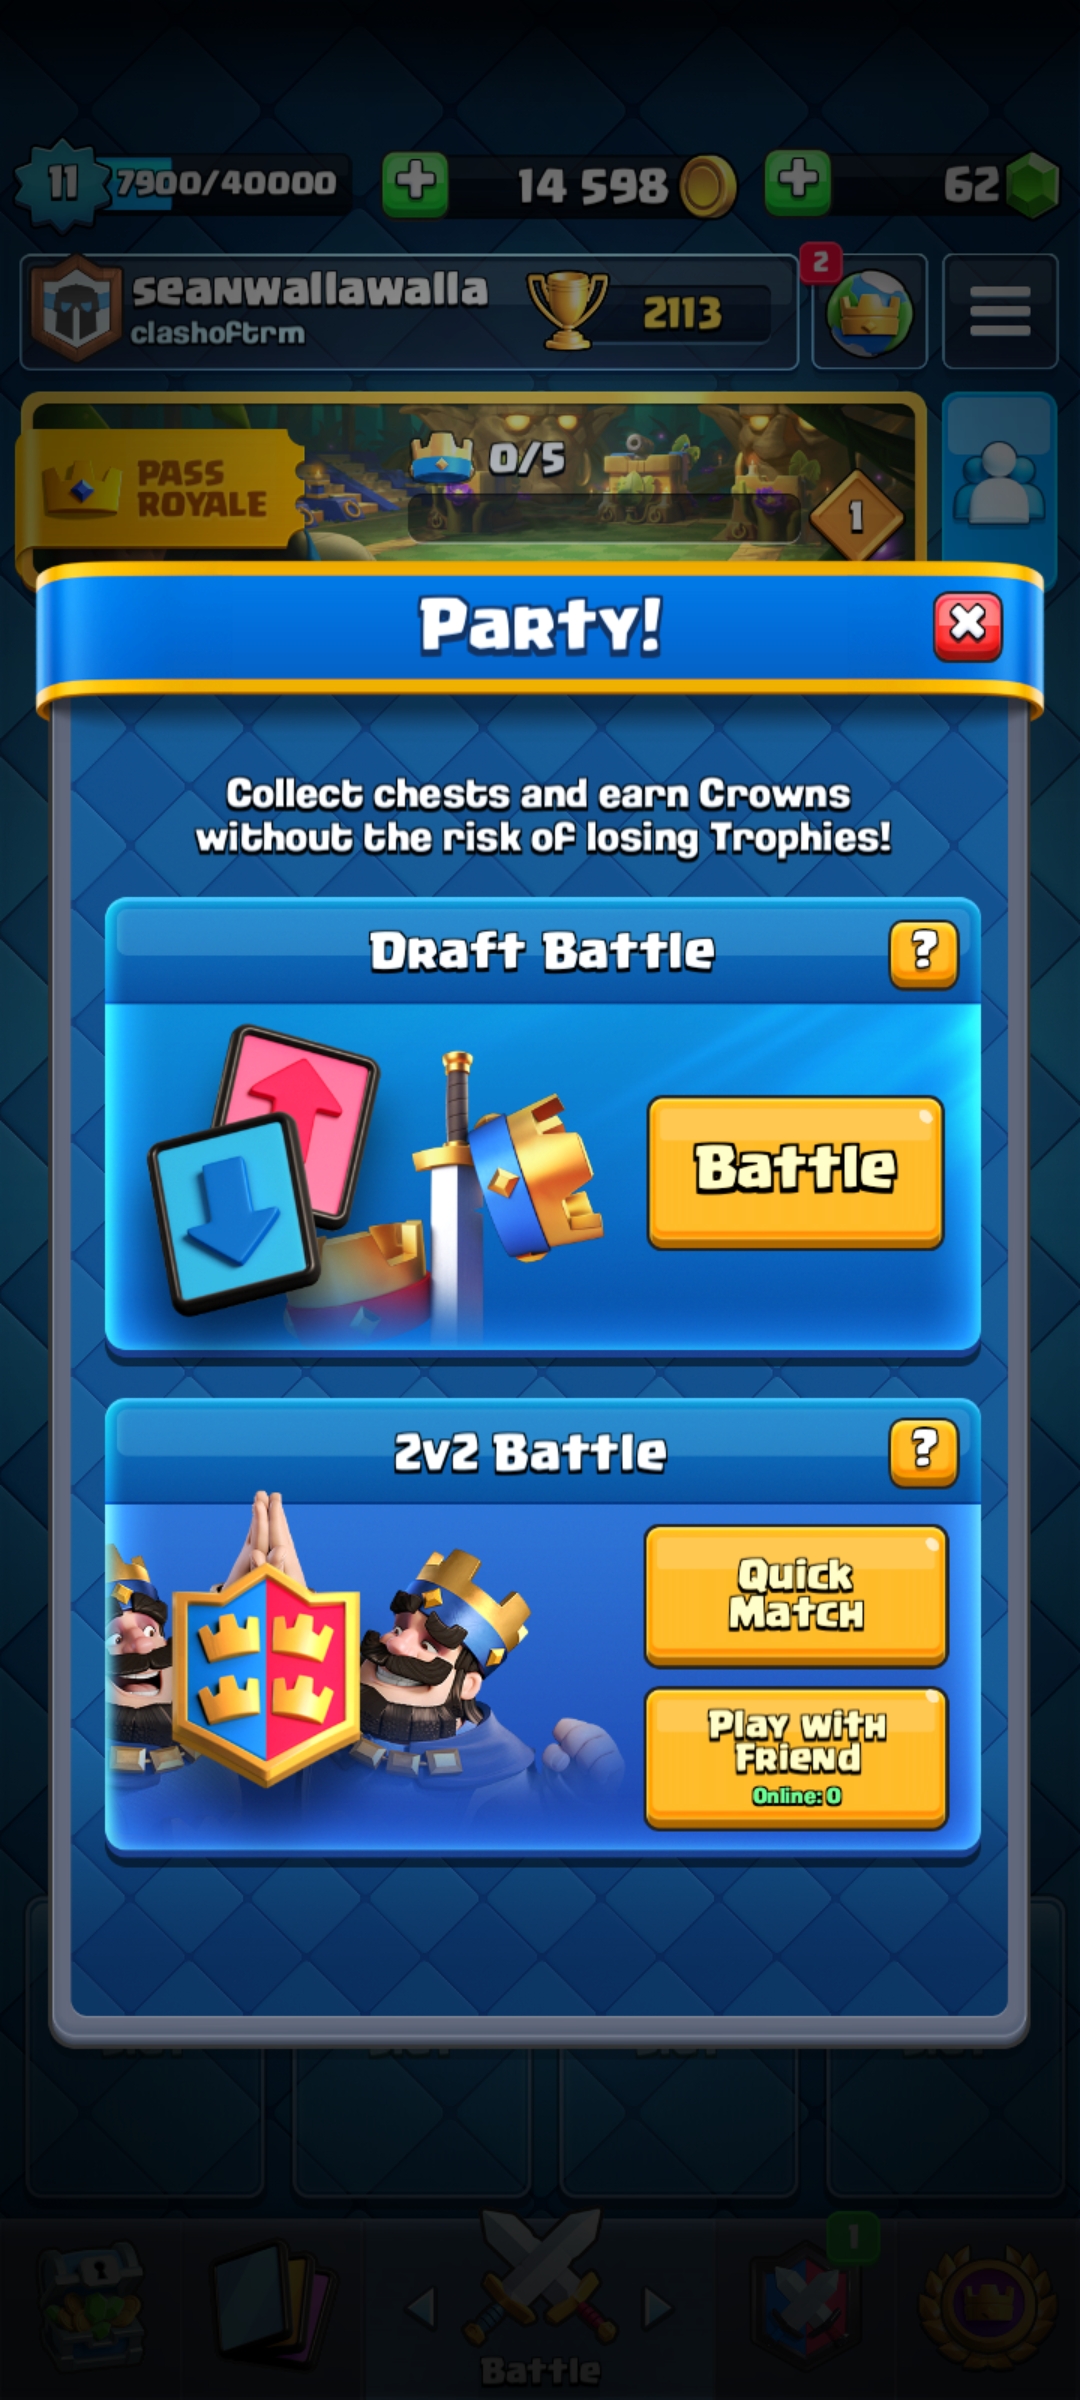 11
7900/40000
14 598
62
seanwallawalla
clashoftrm
2113
2
PASS
ROYALE
0/5
1
Party!
Collect chests and earn Crowns
without the risk of losing Trophies!
Draft Battle
?
Battle
2v2 Battle
?
Quick
Match
Play with
Friend
Online: 0
1
Battle